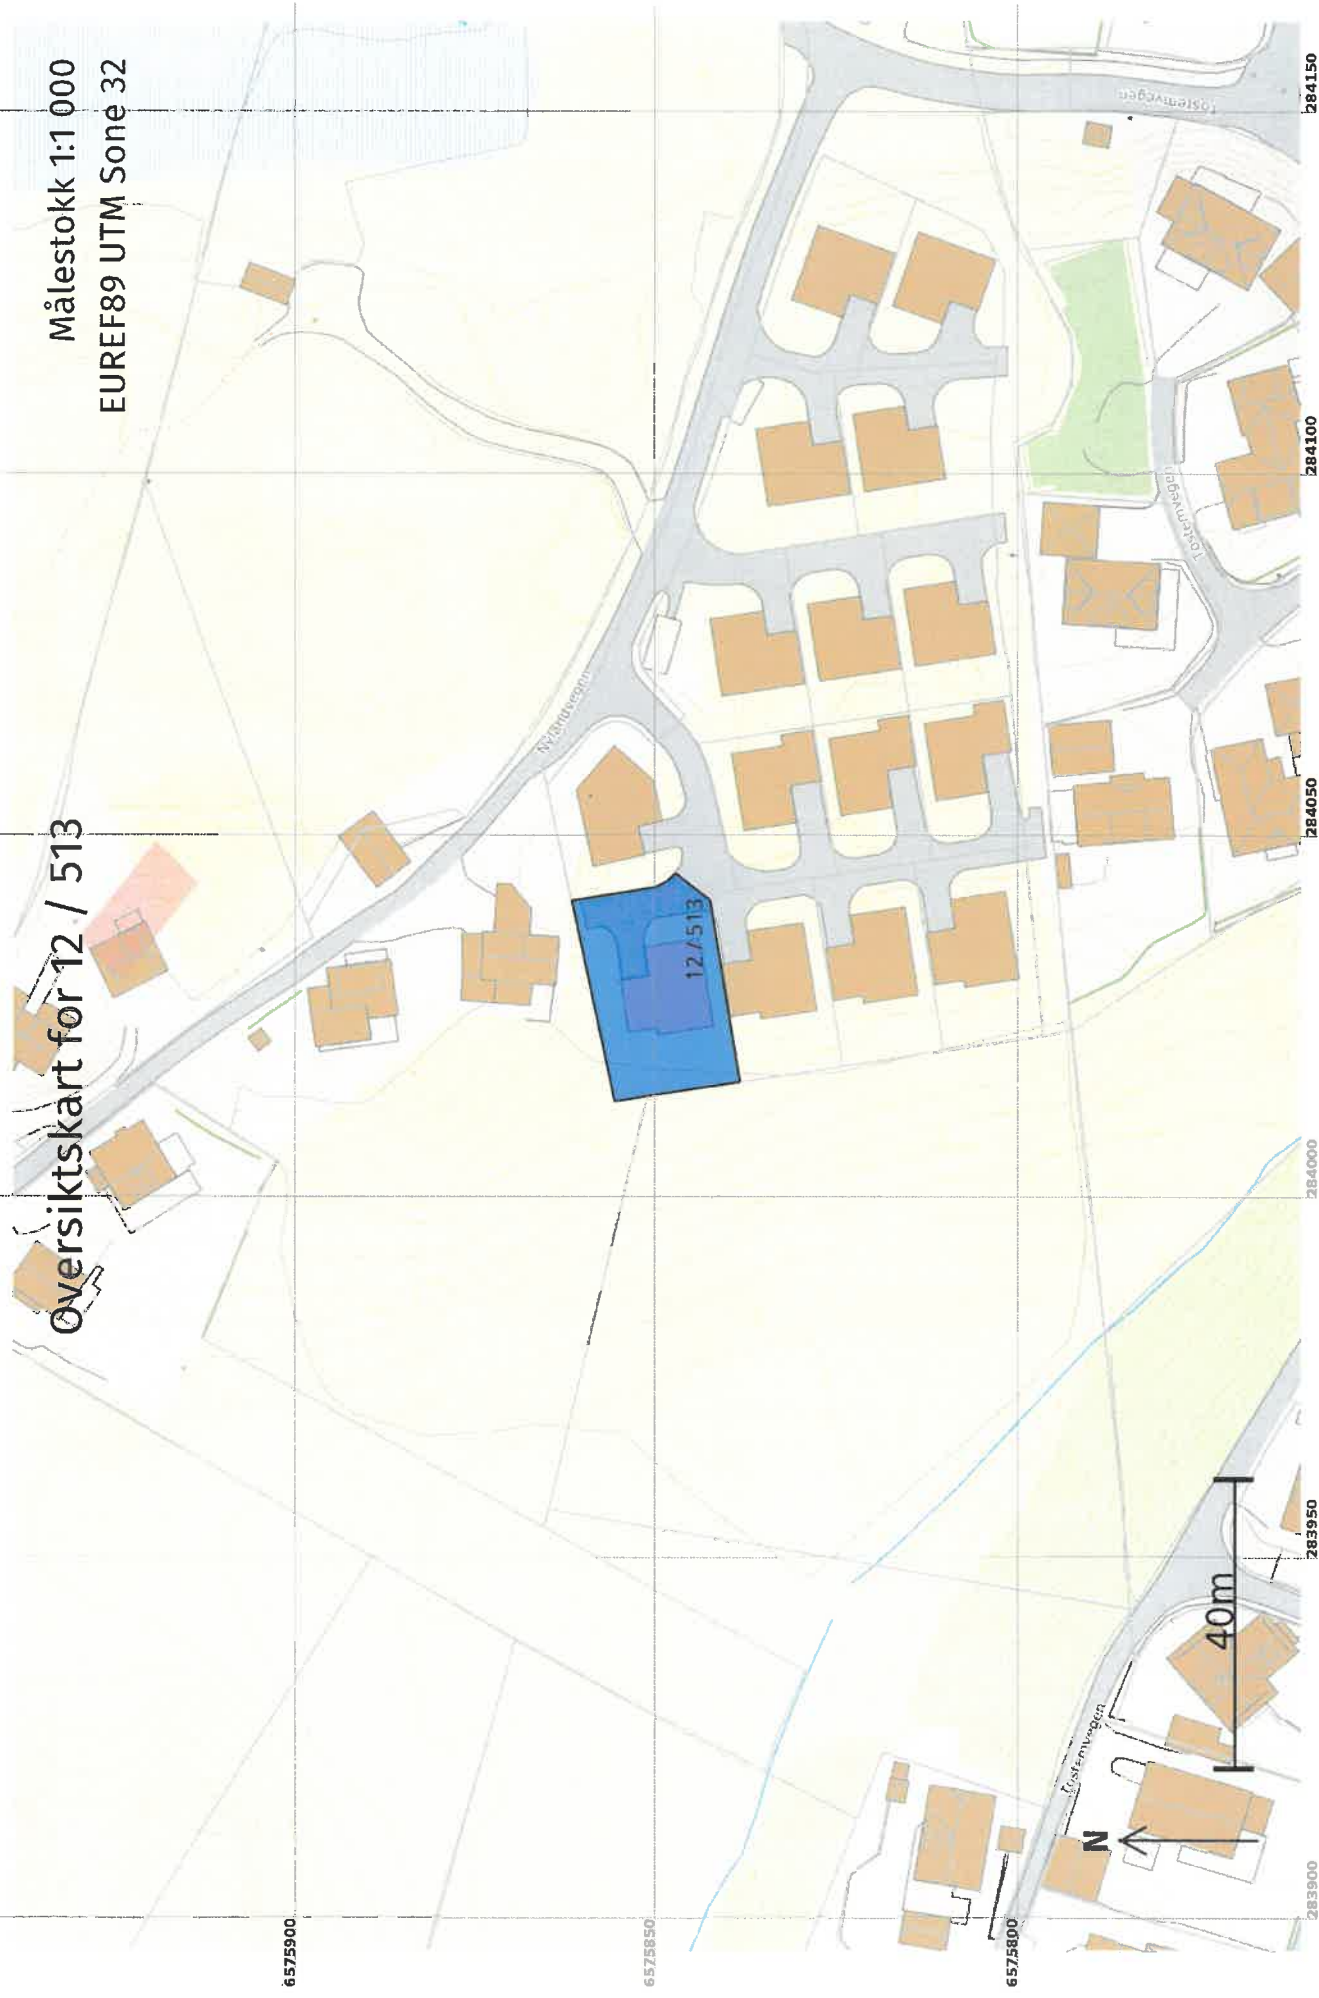 Oversiktskart for 12 / 513
Målestokk 1:1 000
EUREF89 UTM Sone 32
6575900
6575850
6575800
Nylandvegen
Tostemvegen
12 / 513
Tostemvegen
Tostemvegen
N
40m
283900
283950
284000
284050
284100
284150